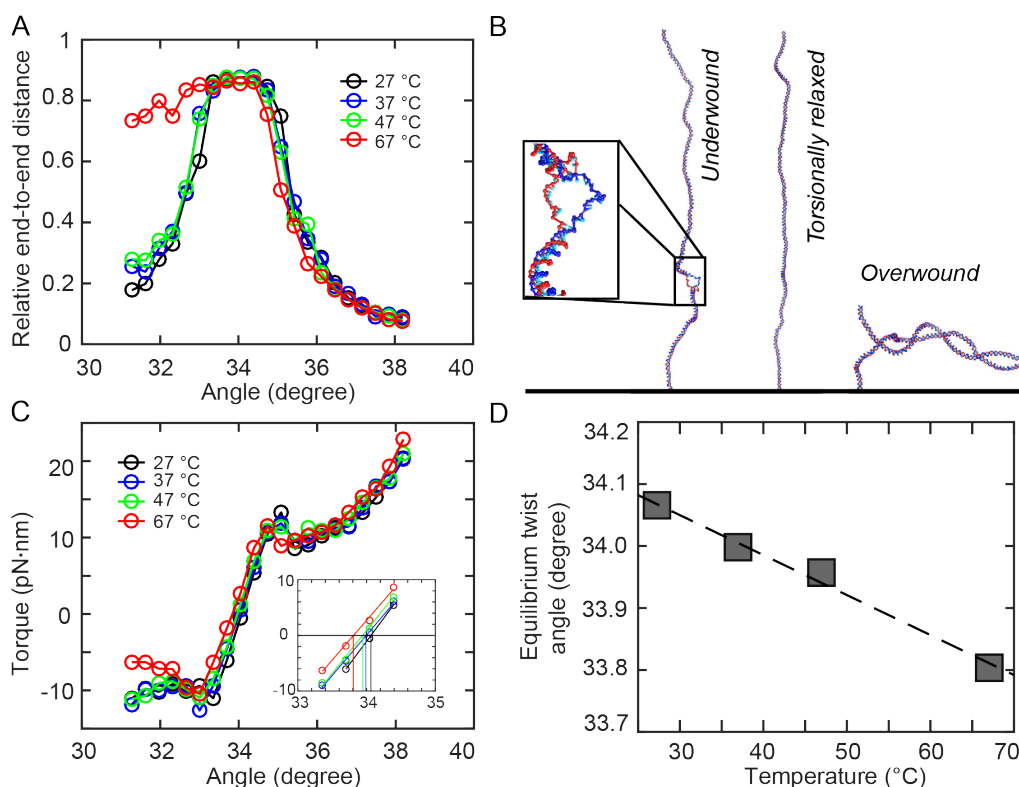 A
Relative end-to-end distance
1
0.8
0.6
0.4
0.2
0
27 °C
37 °C
47 °C
67 °C
30
32
34
36
38
40
Angle (degree)
B
Underwound
Torsionally relaxed
Overwound
C
Torque (pN·nm)
20
10
0
-10
27 °C
37 °C
47 °C
67 °C
10
0
-10
33
34
35
30
32
34
36
38
40
Angle (degree)
D
Equilibrium twist
angle (degree)
34.2
34.1
34.0
33.9
33.8
33.7
30
40
50
60
70
Temperature (°C)